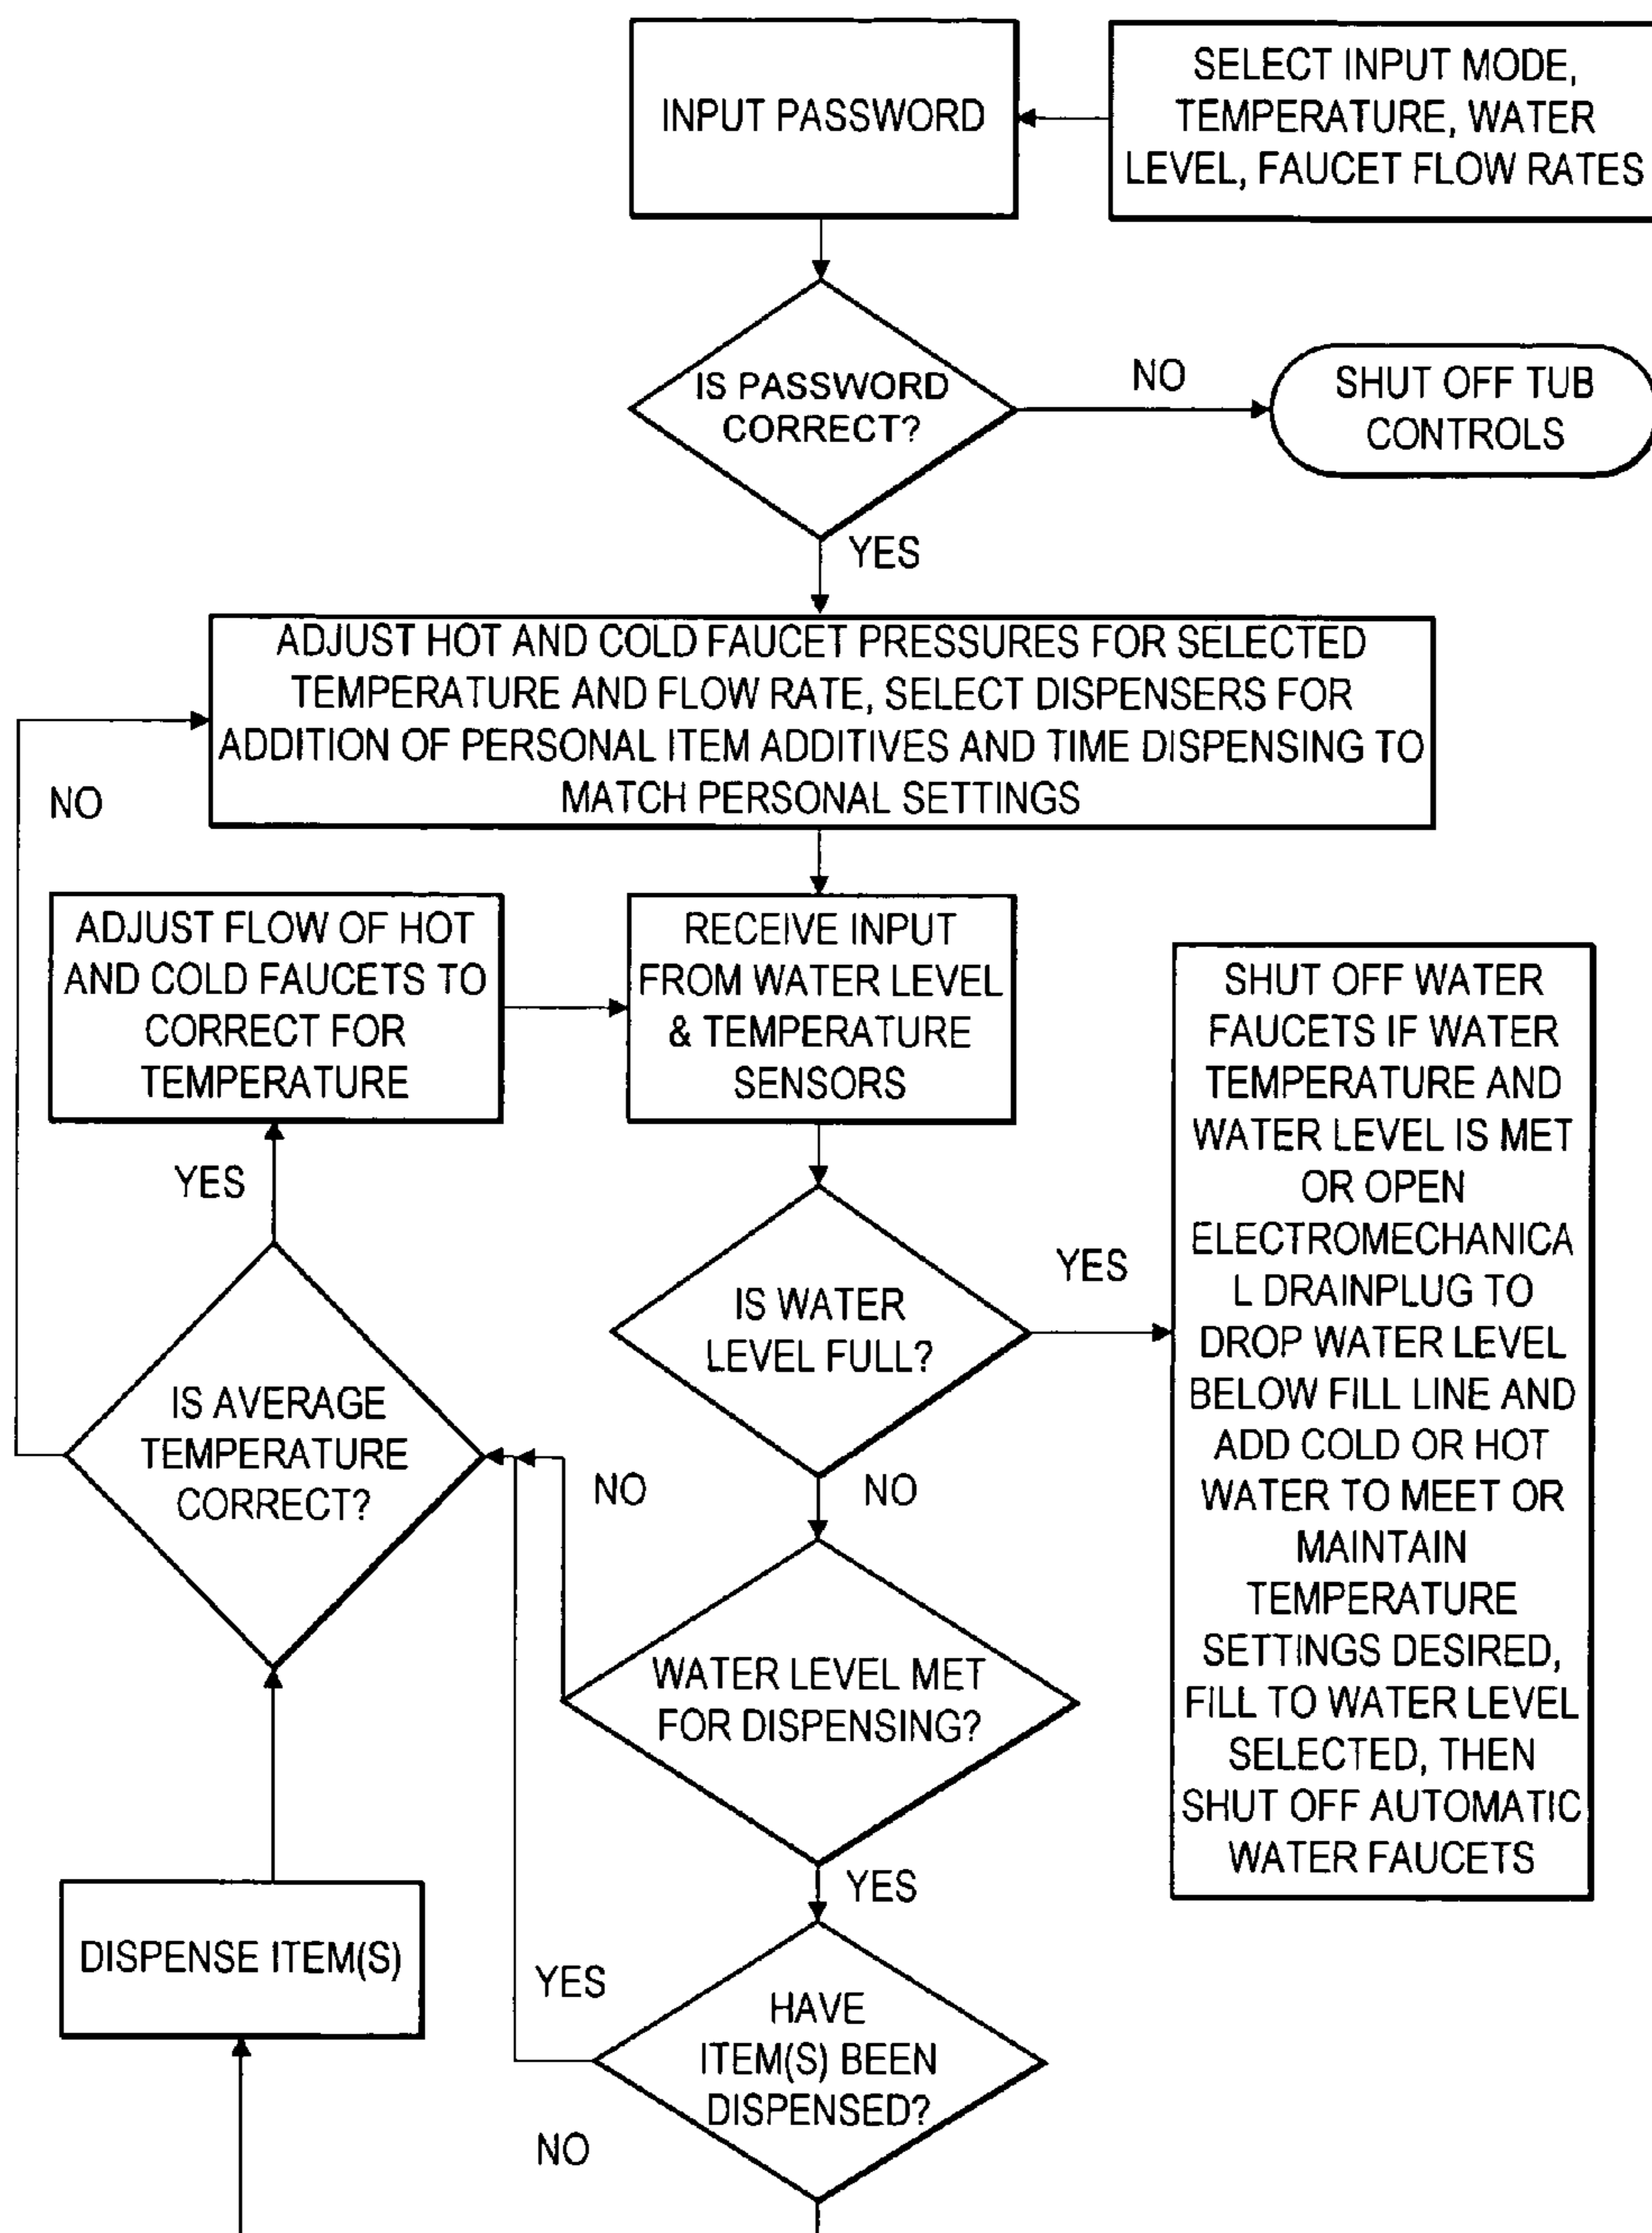 INPUT PASSWORD
SELECT INPUT MODE,
TEMPERATURE, WATER
LEVEL, FAUCET FLOW RATES
IS PASSWORD
CORRECT?
NO
SHUT OFF TUB
CONTROLS
YES
ADJUST HOT AND COLD FAUCET PRESSURES FOR SELECTED
TEMPERATURE AND FLOW RATE, SELECT DISPENSERS FOR
ADDITION OF PERSONAL ITEM ADDITIVES AND TIME DISPENSING TO
MATCH PERSONAL SETTINGS
NO
ADJUST FLOW OF HOT
AND COLD FAUCETS TO
CORRECT FOR
TEMPERATURE
RECEIVE INPUT
FROM WATER LEVEL
& TEMPERATURE
SENSORS
SHUT OFF WATER
FAUCETS IF WATER
TEMPERATURE AND
WATER LEVEL IS MET
OR OPEN
ELECTROMECHANICA
L DRAINPLUG TO
DROP WATER LEVEL
BELOW FILL LINE AND
ADD COLD OR HOT
WATER TO MEET OR
MAINTAIN
TEMPERATURE
SETTINGS DESIRED,
FILL TO WATER LEVEL
SELECTED, THEN
SHUT OFF AUTOMATIC
WATER FAUCETS
YES
IS WATER
LEVEL FULL?
YES
IS AVERAGE
TEMPERATURE
CORRECT?
NO
NO
WATER LEVEL MET
FOR DISPENSING?
YES
DISPENSE ITEM(S)
YES
HAVE
ITEM(S) BEEN
DISPENSED?
NO